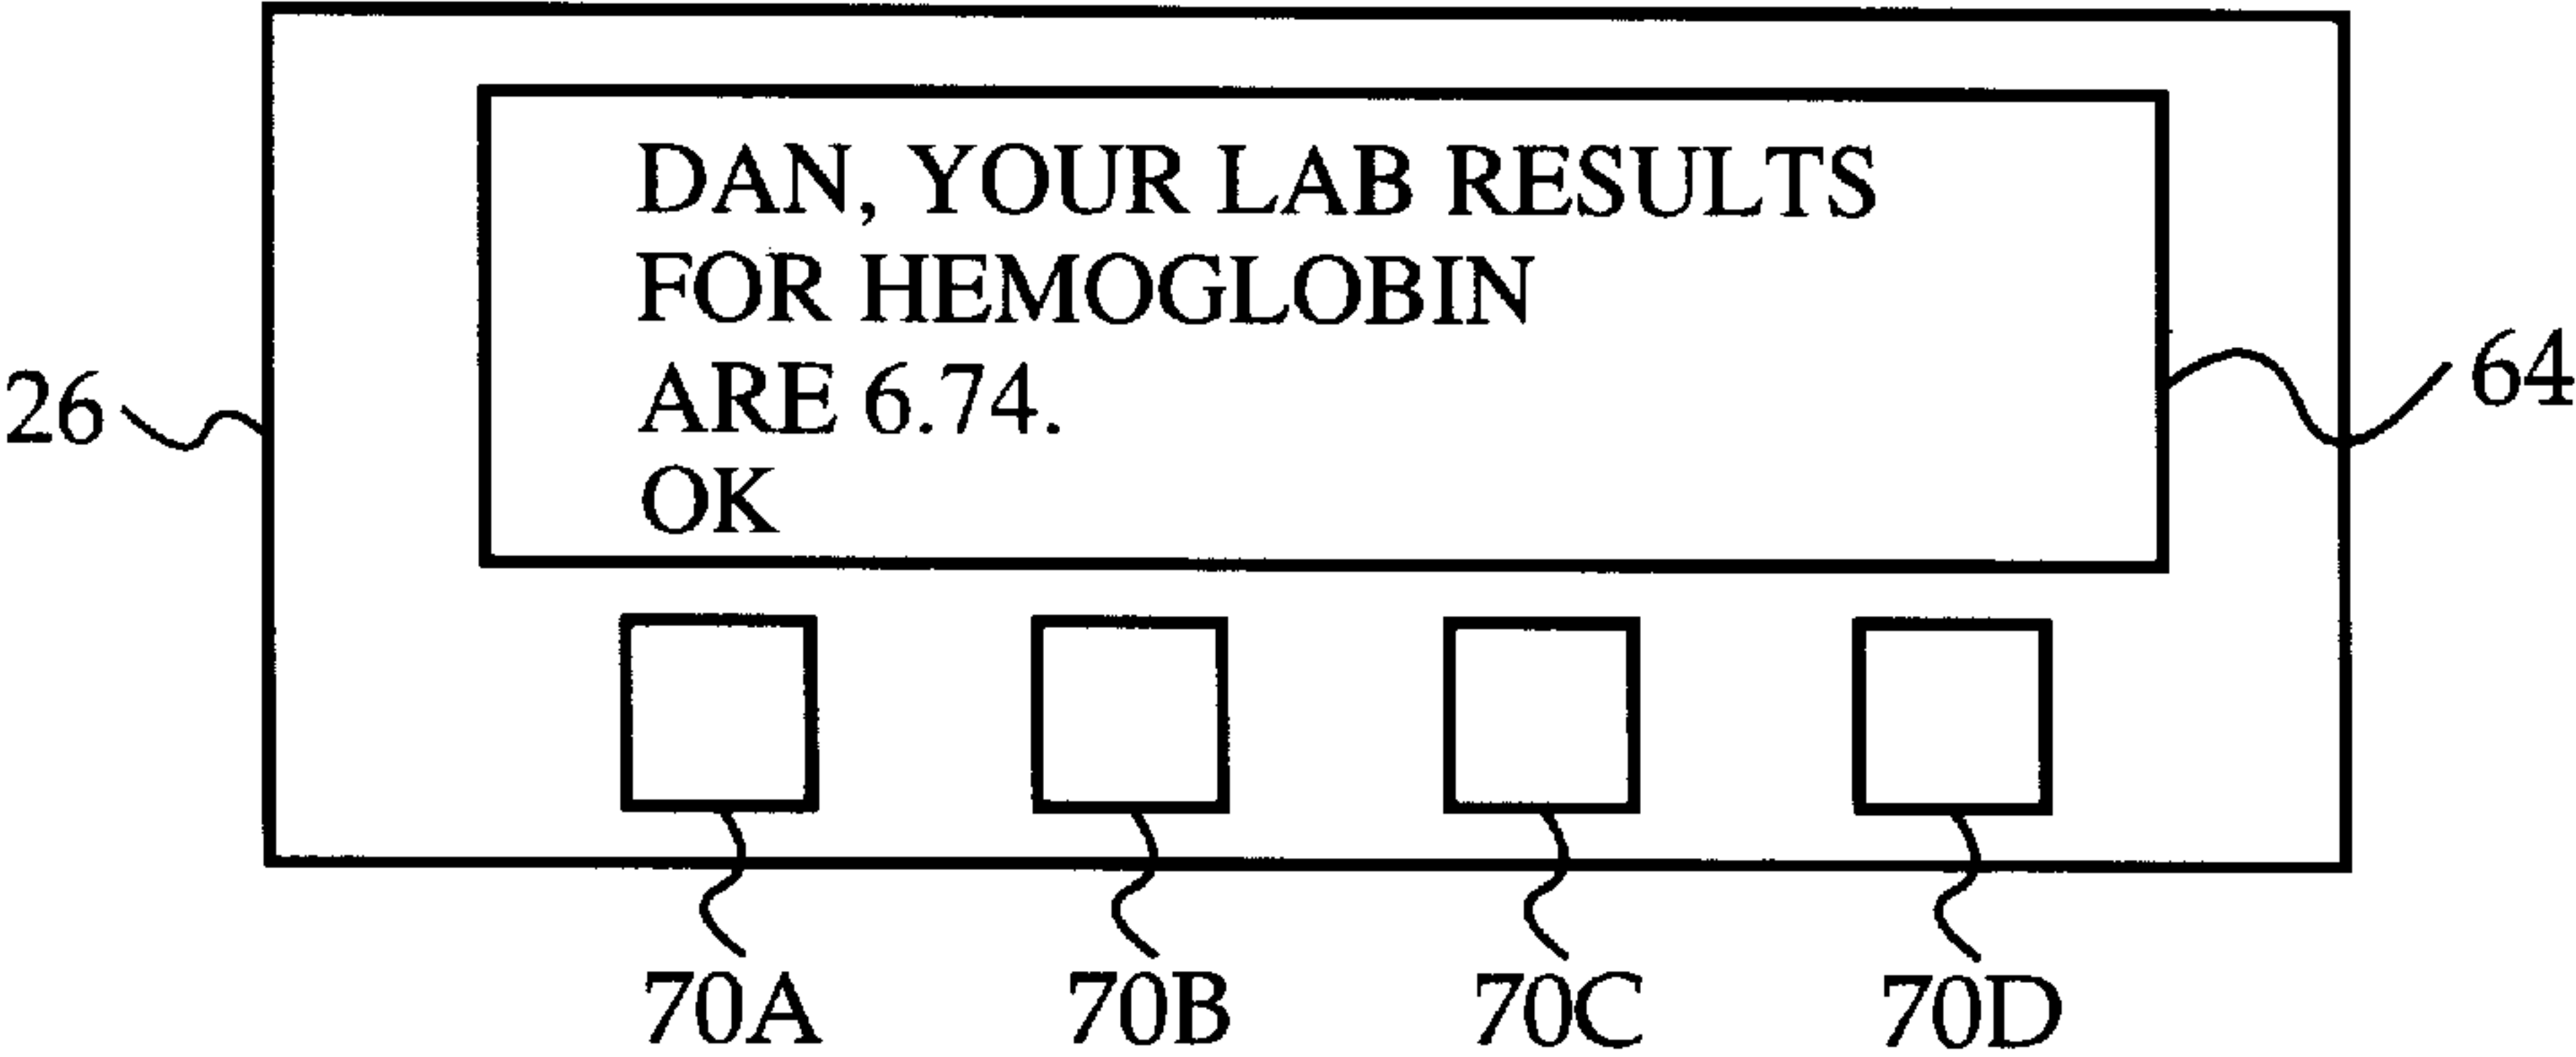 DAN, YOUR LAB RESULTS
FOR HEMOGLOBIN
ARE 6.74.
OK
26
64
70A 70B 70C 70D